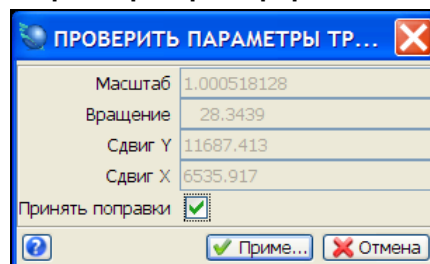 ПРОВЕРИТЬ ПАРАМЕТРЫ ТР...
Масштаб 1.000518128
Вращение 28.3439
Сдвиг Y 11687.413
Сдвиг X 6535.917
Принять поправки
Приме... Отмена